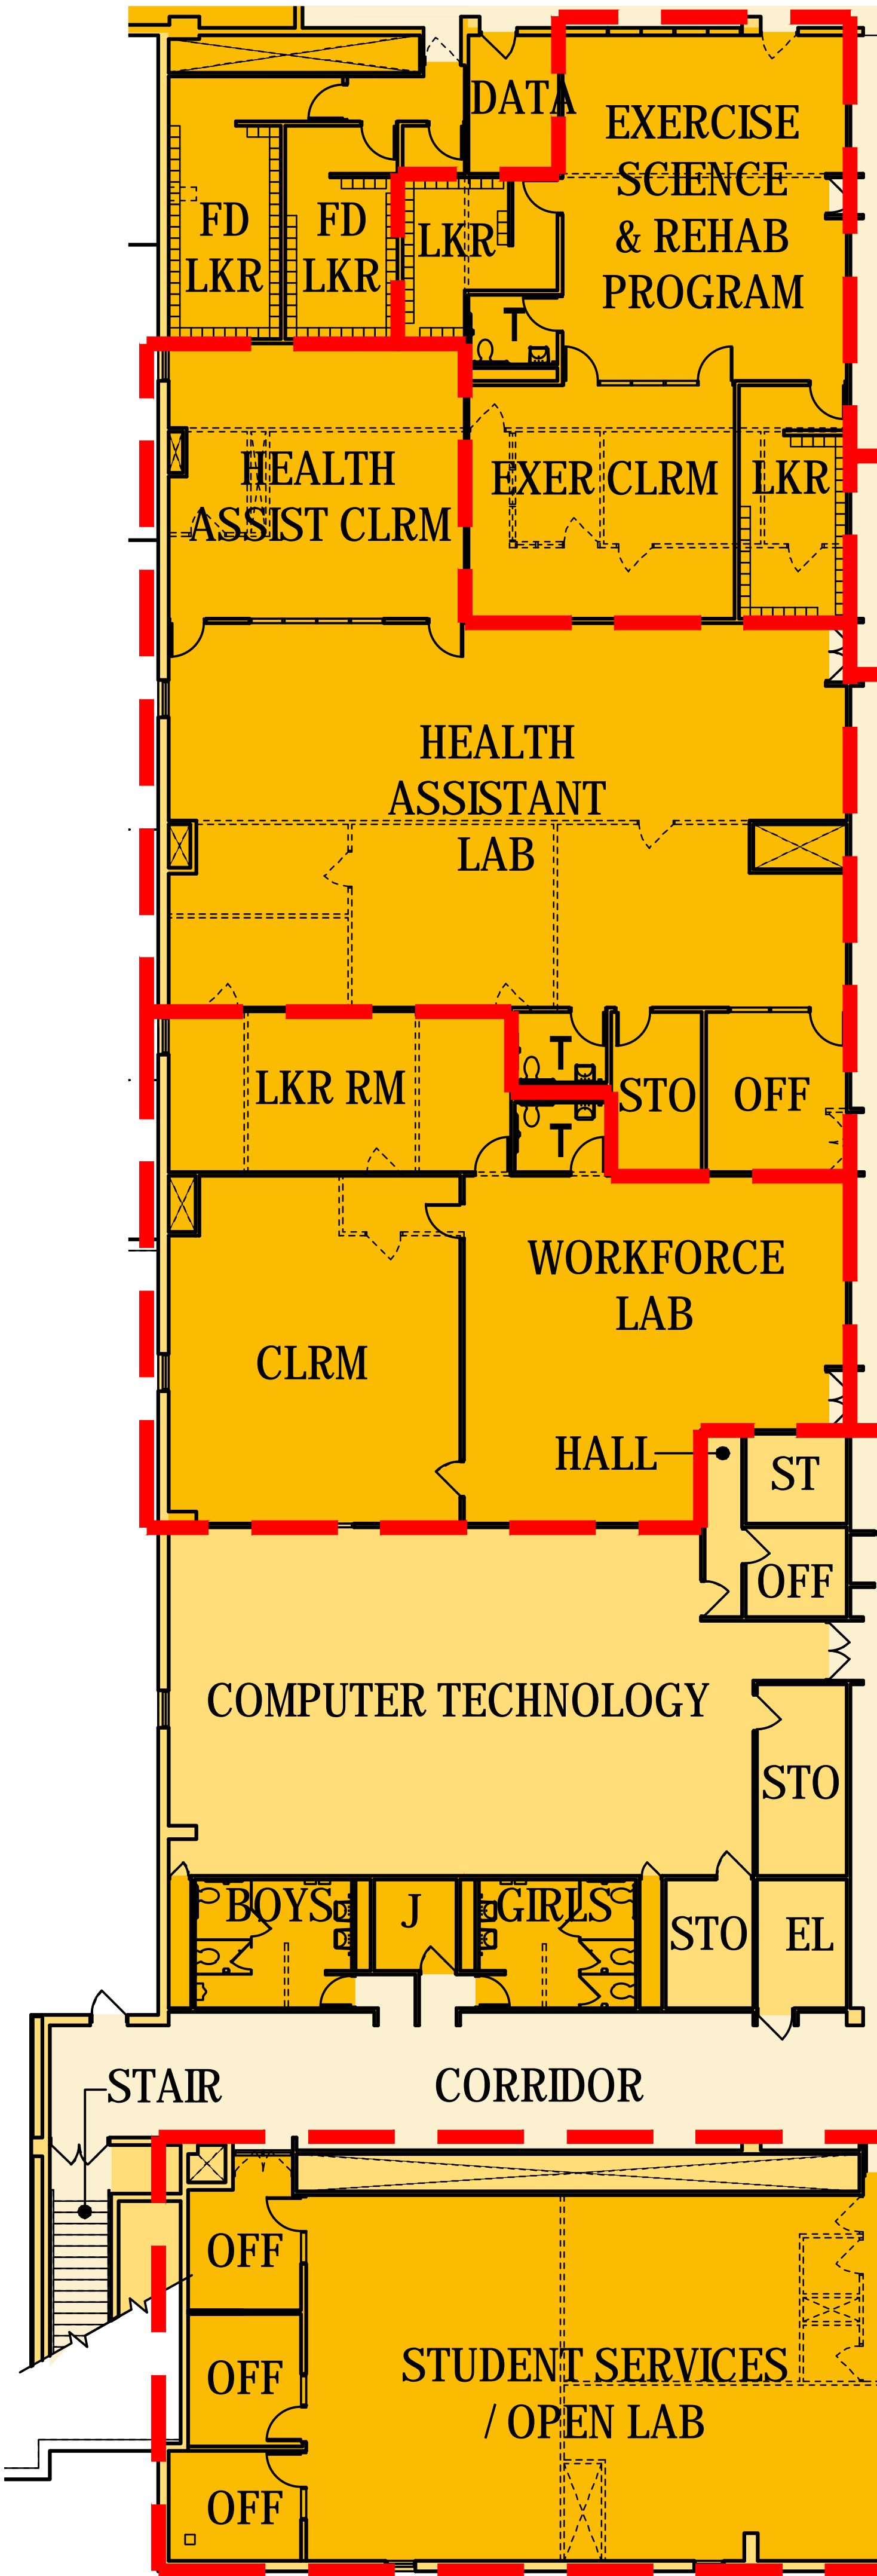 DATA
EXERCISE
SCIENCE
& REHAB
PROGRAM
FD
LKR
FD
LKR
LKR
T
HEALTH
ASSIST CLRM
EXER CLRM
LKR
HEALTH
ASSISTANT
LAB
LKR RM
T
T
STO
OFF
WORKFORCE
LAB
CLRM
HALL
ST
OFF
COMPUTER TECHNOLOGY
STO
BOYS
J
GIRLS
STO
EL
STAIR
CORRIDOR
OFF
OFF
STUDENT SERVICES
/ OPEN LAB
OFF